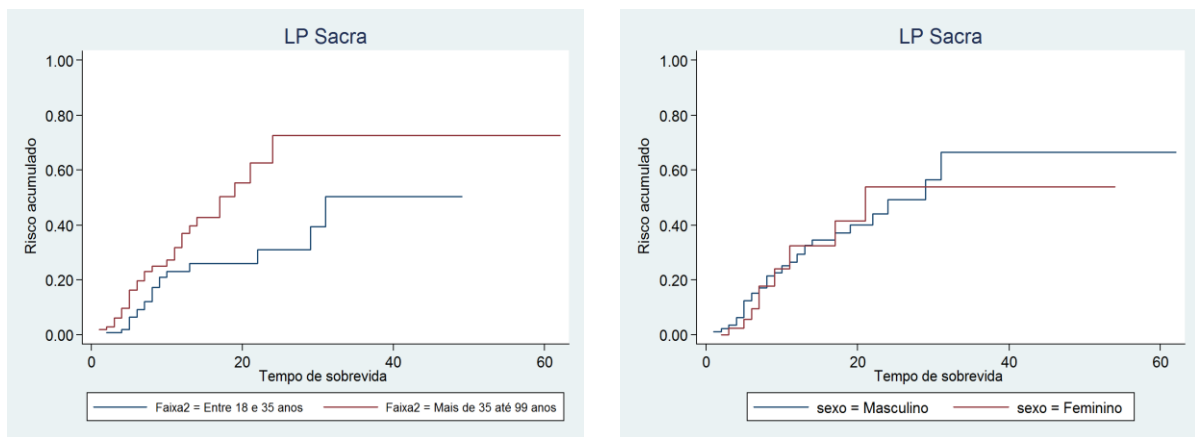 LP Sacra
1.00
0.80
0.60
0.40
0.20
0.00
Risco acumulado
0 20 40 60
Tempo de sobrevida
Faixa2 = Entre 18 e 35 anos Faixa2 = Mais de 35 até 99 anos
LP Sacra
1.00
0.80
0.60
0.40
0.20
0.00
Risco acumulado
0 20 40 60
Tempo de sobrevida
sexo = Masculino sexo = Feminino